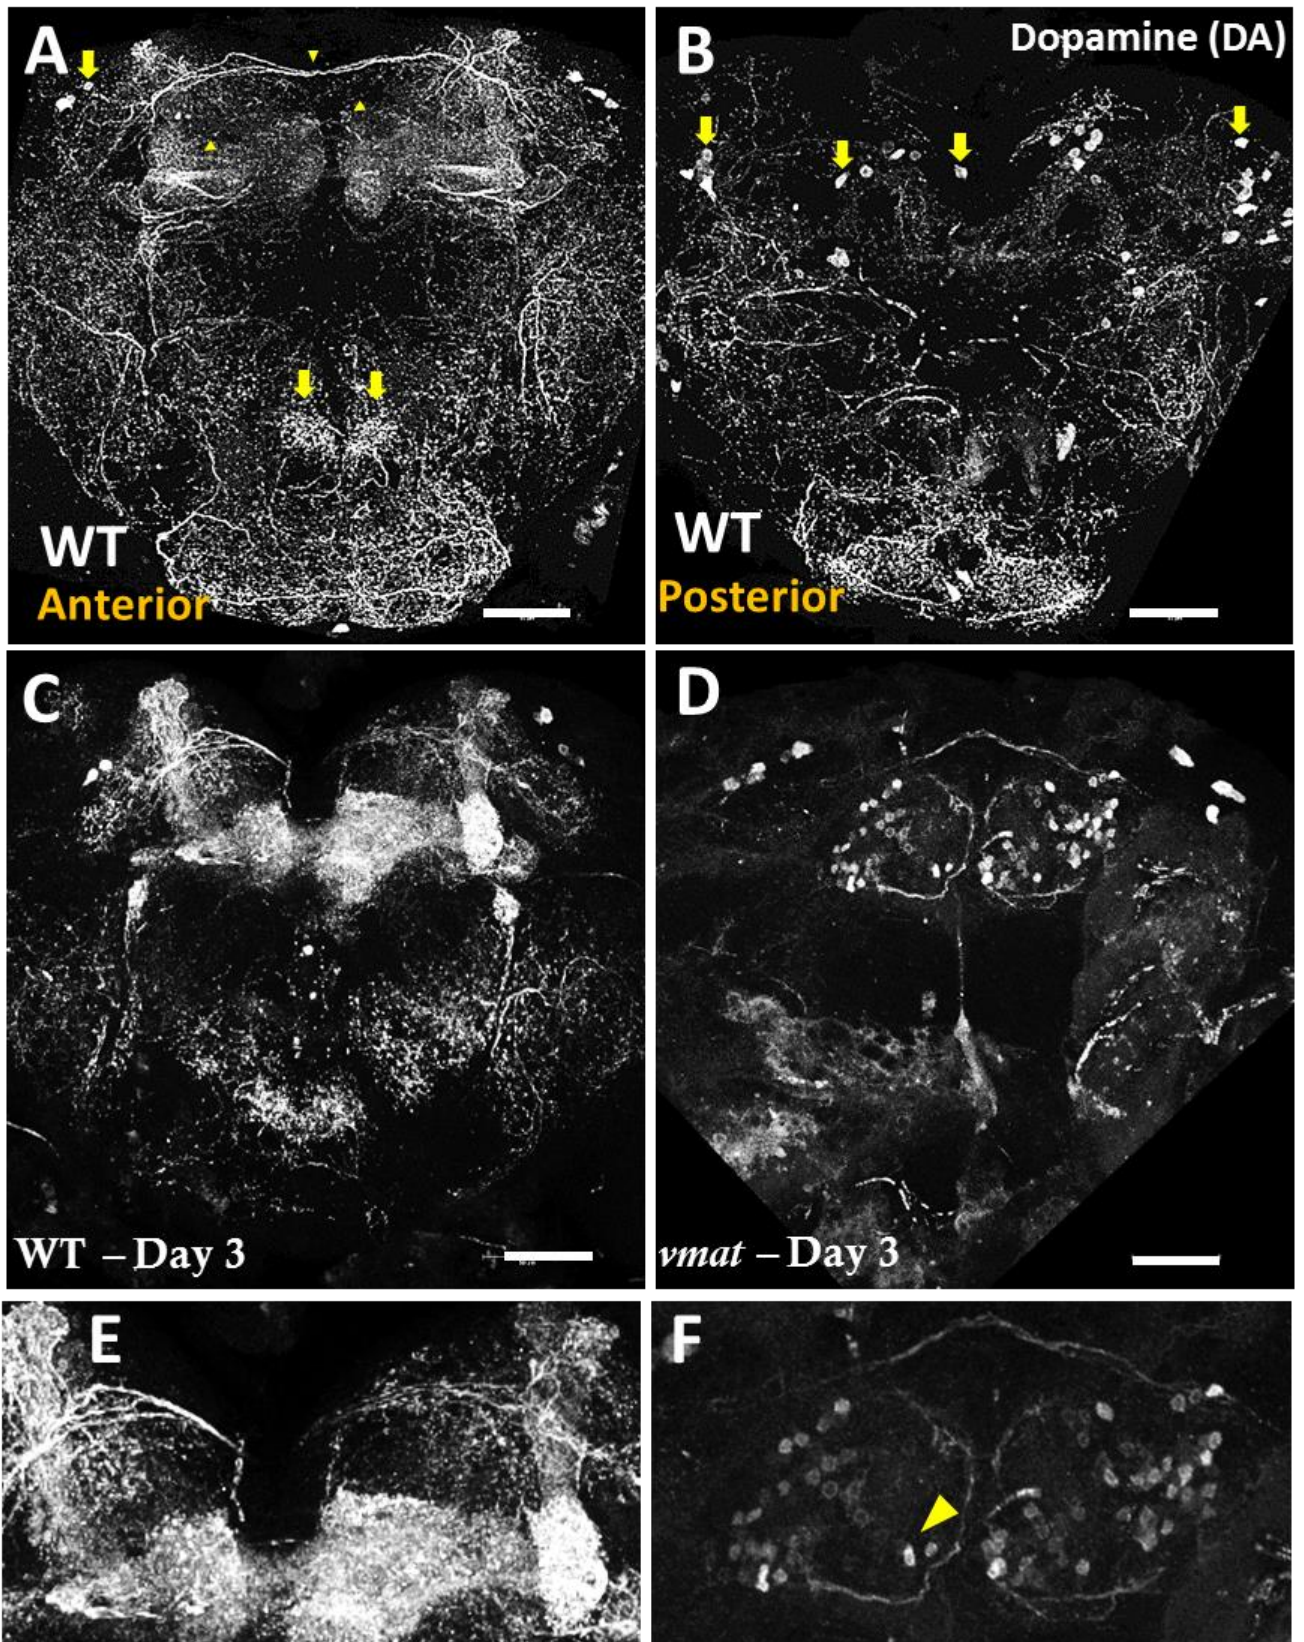 A
B
Dopamine (DA)
WT
Anterior
WT
Posterior
C
D
WT – Day 3
vmat – Day 3
E
F